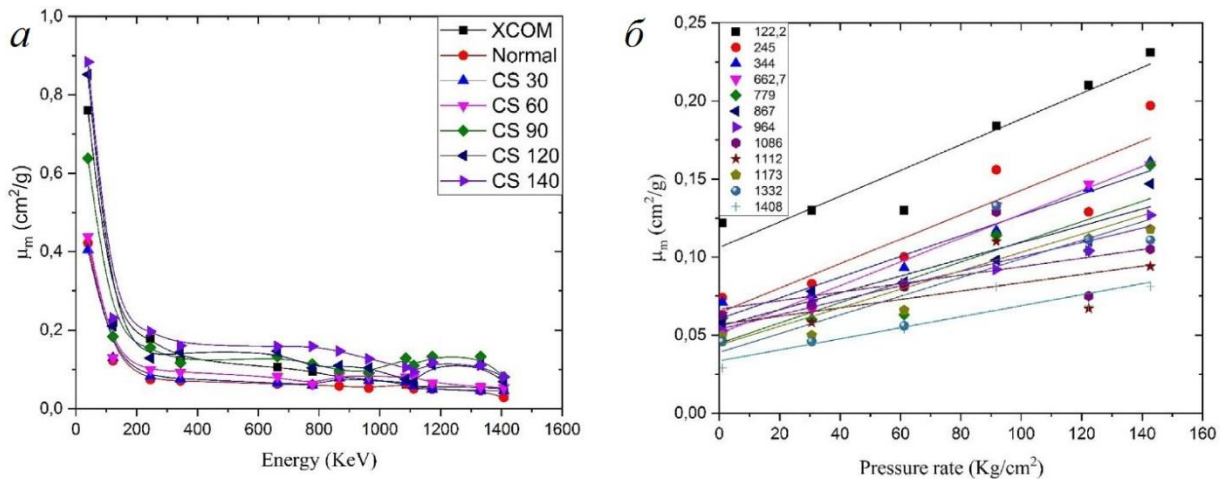 а
1,0
0,8
0,6
0,4
0,2
0,0
μm (cm²/g)
0 200 400 600 800 1000 1200 1400 1600
Energy (KeV)
XCOM
Normal
CS 30
CS 60
CS 90
CS 120
CS 140
б
0,25
0,20
0,15
0,10
0,05
0,00
μm (cm²/g)
0 20 40 60 80 100 120 140 160
Pressure rate (Kg/cm²)
122,2
245
344
662,7
779
867
964
1086
1112
1173
1332
1408